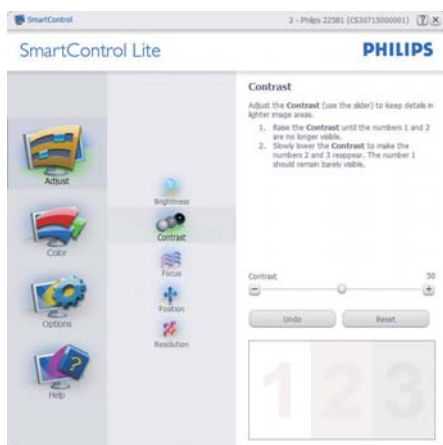 SmartControl
2 - Philips 225B1 (CS30715000001)
SmartControl Lite
PHILIPS
Adjust
Color
Options
Help
Brightness
Contrast
Focus
Position
Resolution
Contrast
Adjust the Contrast (use the slider) to keep details in
lighter image areas.
1. Raise the Contrast until the numbers 1 and 2
are no longer visible.
2. Slowly lower the Contrast to make the
numbers 2 and 3 reappear. The number 1
should remain barely visible.
Contrast 50
Undo Reset
1 2 3